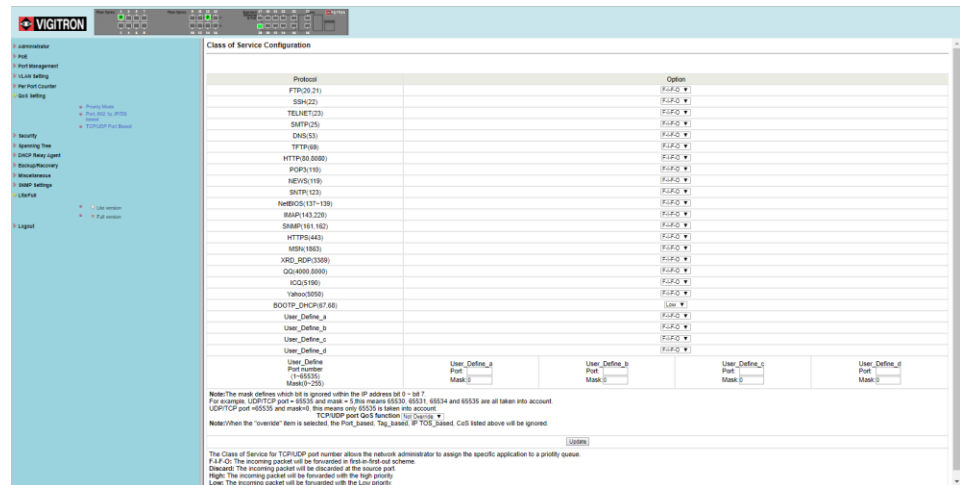 VIGITRON
Administrator
PoE
Port Management
VLAN Setting
Per Port Counter
QoS Setting
Priority Mode
Port, 802.1p, IP/DS based
TCP/UDP Port Based
Security
Spanning Tree
DHCP Relay Agent
Backup/Recovery
Miscellaneous
SNMP Settings
Lite/Full
Lite version
Full version
Logout
Class of Service Configuration
Protocol Option
FTP(20,21) F-I-F-O
SSH(22) F-I-F-O
TELNET(23) F-I-F-O
SMTP(25) F-I-F-O
DNS(53) F-I-F-O
TFTP(69) F-I-F-O
HTTP(80,8080) F-I-F-O
POP3(110) F-I-F-O
NEWS(119) F-I-F-O
SNTP(123) F-I-F-O
NetBIOS(137~139) F-I-F-O
IMAP(143,220) F-I-F-O
SNMP(161,162) F-I-F-O
HTTPS(443) F-I-F-O
MSN(1863) F-I-F-O
XRD_RDP(3389) F-I-F-O
QQ(4000,8000) F-I-F-O
ICQ(5190) F-I-F-O
Yahoo(5050) F-I-F-O
BOOTP_DHCP(67,68) Low
User_Define_a F-I-F-O
User_Define_b F-I-F-O
User_Define_c F-I-F-O
User_Define_d F-I-F-O
User_Define
Port number
(1~65535)
Mask(0~255)
User_Define_a
Port:
Mask:0
User_Define_b
Port:
Mask:0
User_Define_c
Port:
Mask:0
User_Define_d
Port:
Mask:0
Note:The mask defines which bit is ignored within the IP address bit 0 ~ bit 7.
For example. UDP/TCP port = 65535 and mask = 5,this means 65530, 65531, 65534 and 65535 are all taken into account.
UDP/TCP port =65535 and mask=0, this means only 65535 is taken into account.
TCP/UDP port QoS function Not Override
Note:When the "override" item is selected, the Port_based, Tag_based, IP TOS_based, CoS listed above will be ignored.
Update
The Class of Service for TCP/UDP port number allows the network administrator to assign the specific application to a priotity queue.
F-I-F-O: The incoming packet will be forwarded in first-in-first-out scheme.
Discard: The incoming packet will be discarded at the source port.
High: The incoming packet will be forwarded with the high priority.
Low: The incoming packet will be forwarded with the Low priority.